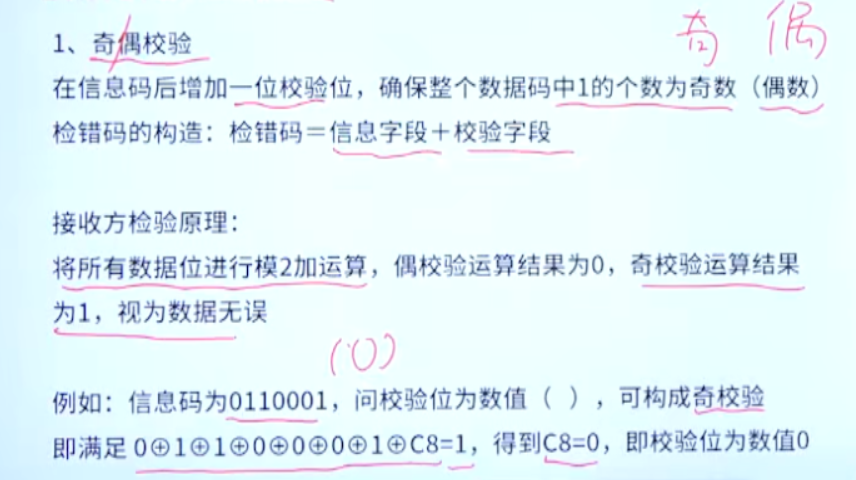 奇 偶
1、奇偶校验
在信息码后增加一位校验位，确保整个数据码中1的个数为奇数（偶数）
检错码的构造：检错码＝信息字段＋校验字段
接收方检验原理：
将所有数据位进行模2加运算，偶校验运算结果为0，奇校验运算结果
为1，视为数据无误
(0)
例如：信息码为0110001，问校验位为数值（ ），可构成奇校验
即满足 0⊕1⊕1⊕0⊕0⊕0⊕1⊕C8=1，得到C8=0，即校验位为数值0